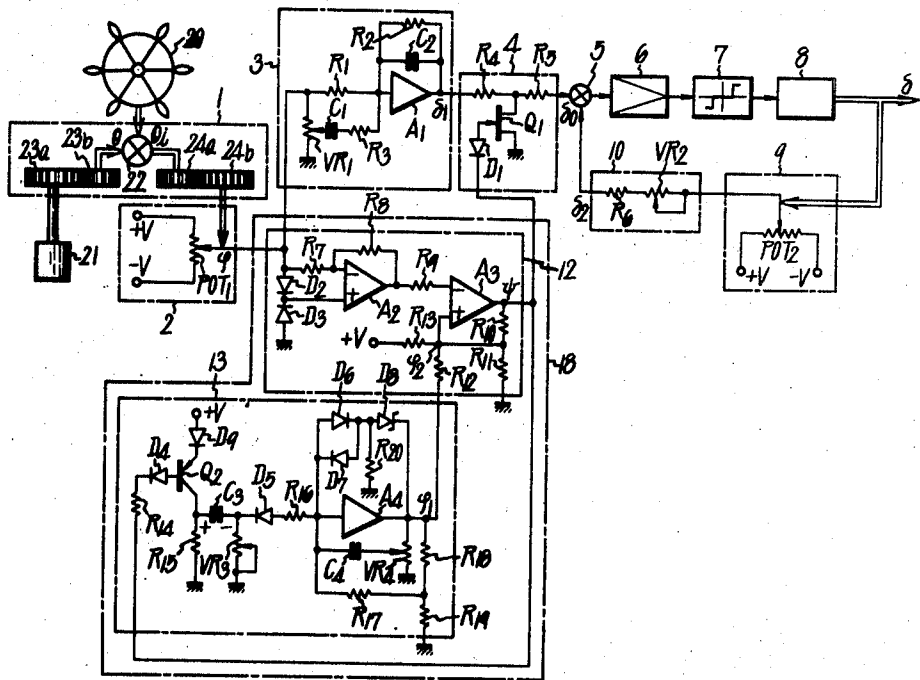 20
1
23a
23b
Q
Qi
24a
24b
22
21
+V
-V
POT1
φ
2
3
R1
C1
R3
VR1
R2
C2
A1
δ1
4
R4
R5
Q1
D1
5
δ0
6
7
8
δ
9
POT2
+V
-V
10
VR2
R6
δ2
R7
R8
D2
D3
A2
R9
A3
ψ
R10
R11
R12
R13
+V
φ2
12
18
13
+V
D9
D4
Q2
C3
+
-
R14
R15
VR3
D5
R16
D6
D7
D8
R20
A4
φ1
C4
VR4
R17
R18
R19